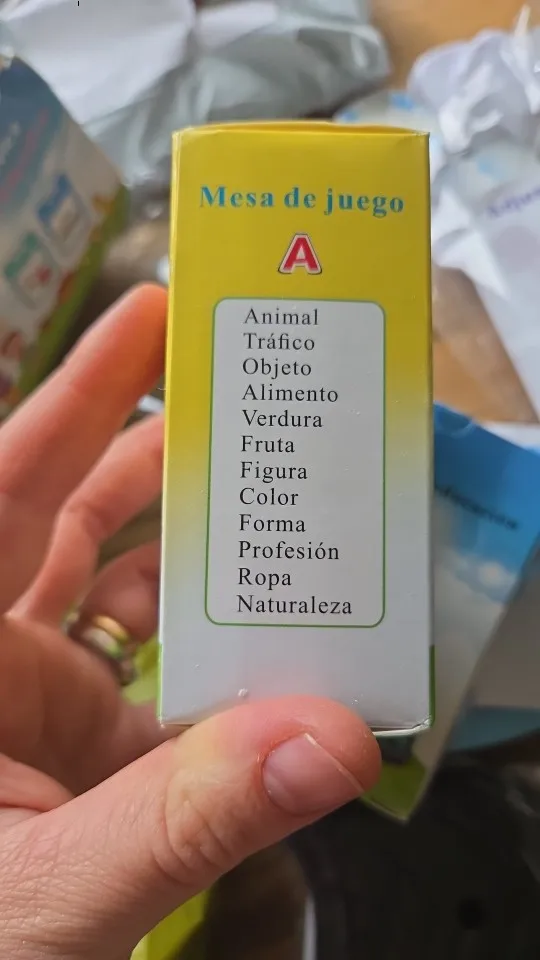 Mesa de juego
A
Animal
Tráfico
Objeto
Alimento
Verdura
Fruta
Figura
Color
Forma
Profesión
Ropa
Naturaleza